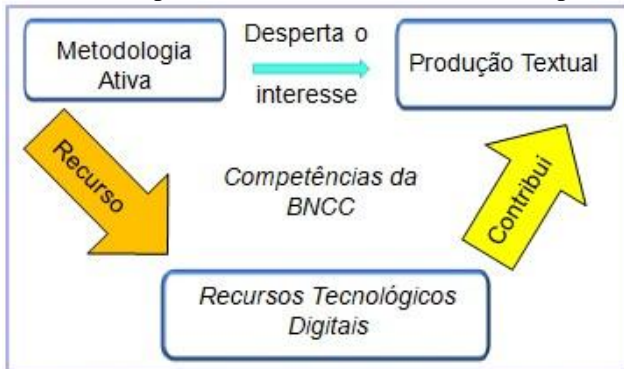 Metodologia
Ativa
Desperta o
interesse
Produção Textual
Recurso
Competências da
BNCC
Contribui
Recursos Tecnológicos
Digitais